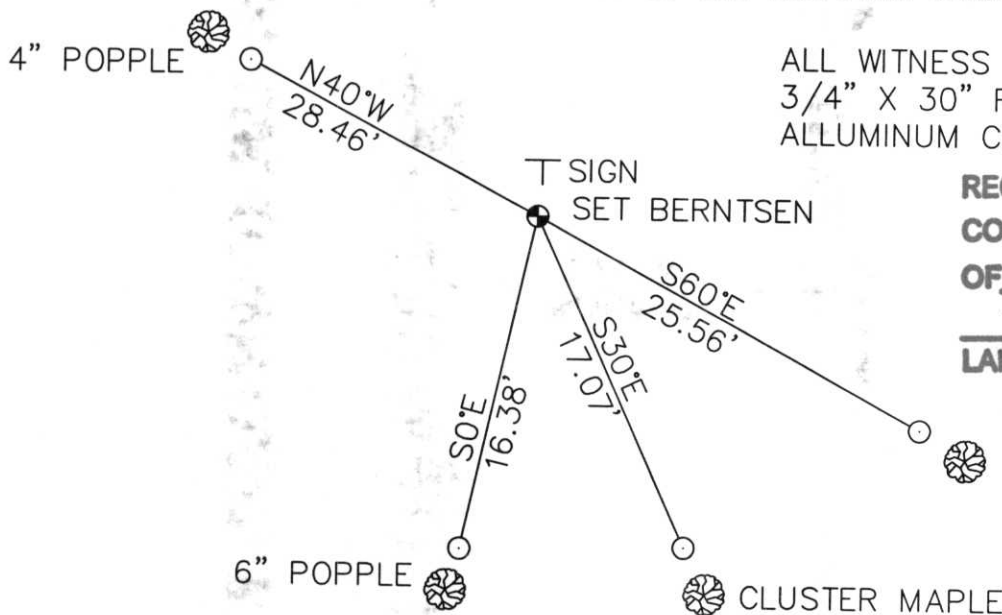 4" POPPLE
N40°W
28.46'
ALL WITNESS
3/4" X 30"
ALLUMINUM
SIGN
SET BERNTSEN
S60°E
25.56'
S30°E
17.07'
S0°E
16.38'
6" POPPLE
CLUSTER MAPLE